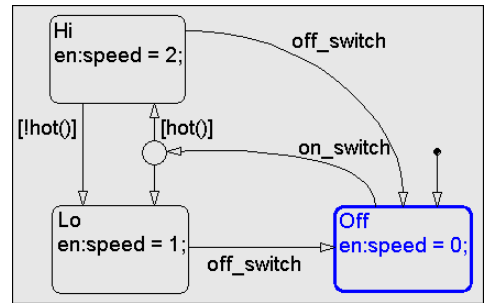 Hi
en:speed = 2;
off_switch
[!hot()]
[hot()]
on_switch
Lo
en:speed = 1;
off_switch
Off
en:speed = 0;